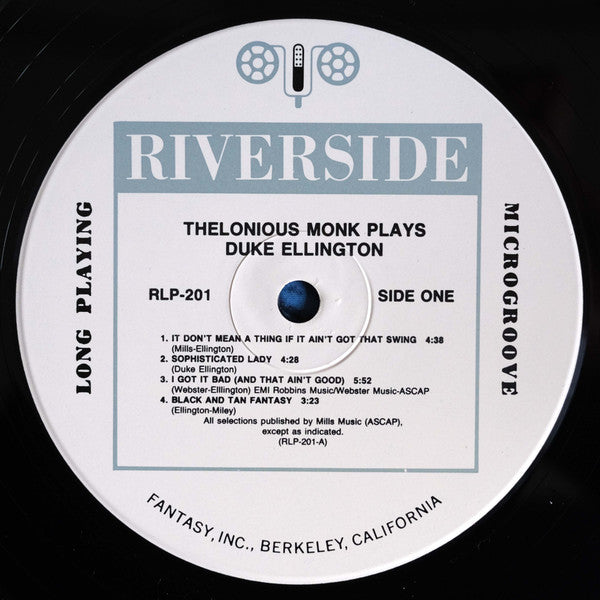 RIVERSIDE
THELONIOUS MONK PLAYS
DUKE ELLINGTON
LONG PLAYING
MICROGROOVE
RLP-201
SIDE ONE
1. IT DON'T MEAN A THING IF IT AIN'T GOT THAT SWING 4:38
(Mills-Ellington)
2. SOPHISTICATED LADY 4:28
(Duke Ellington)
3. I GOT IT BAD (AND THAT AIN'T GOOD) 5:52
(Webster-Elllington) EMI Robbins Music/Webster Music-ASCAP
4. BLACK AND TAN FANTASY 3:23
(Ellington-Miley)
All selections published by Mills Music (ASCAP),
except as indicated.
(RLP-201-A)
FANTASY, INC., BERKELEY, CALIFORNIA